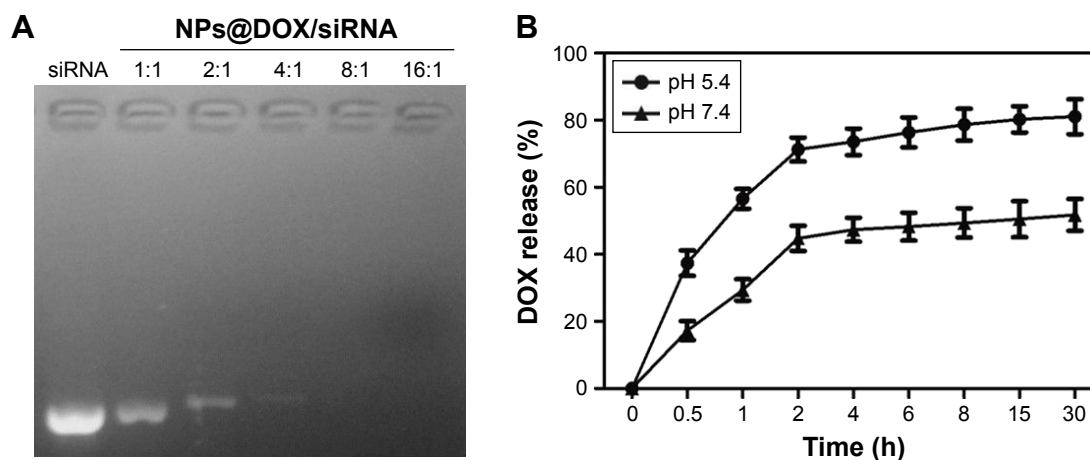 A
NPs@DOX/siRNA
siRNA 1:1 2:1 4:1 8:1 16:1
B
100
80
60
40
20
0
DOX release (%)
pH 5.4
pH 7.4
0 0.5 1 2 4 6 8 15 30
Time (h)